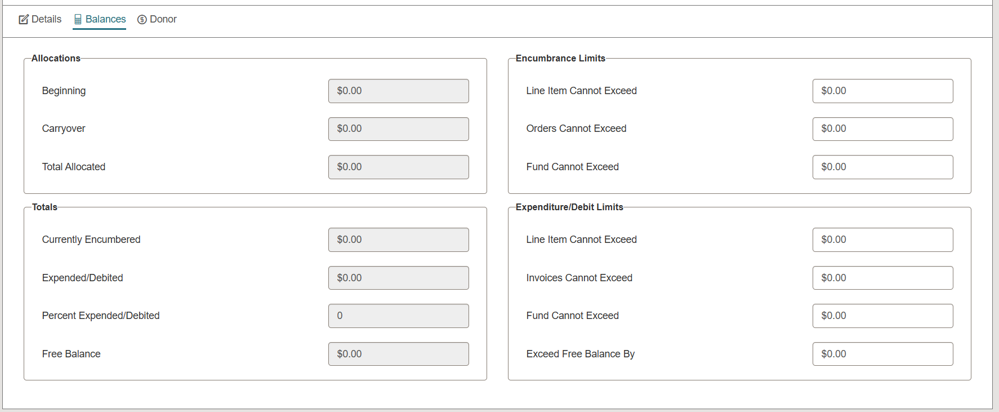 Details Balances Donor
Allocations
Beginning $0.00
Carryover $0.00
Total Allocated $0.00
Encumbrance Limits
Line Item Cannot Exceed $0.00
Orders Cannot Exceed $0.00
Fund Cannot Exceed $0.00
Totals
Currently Encumbered $0.00
Expended/Debited $0.00
Percent Expended/Debited 0
Free Balance $0.00
Expenditure/Debit Limits
Line Item Cannot Exceed $0.00
Invoices Cannot Exceed $0.00
Fund Cannot Exceed $0.00
Exceed Free Balance By $0.00